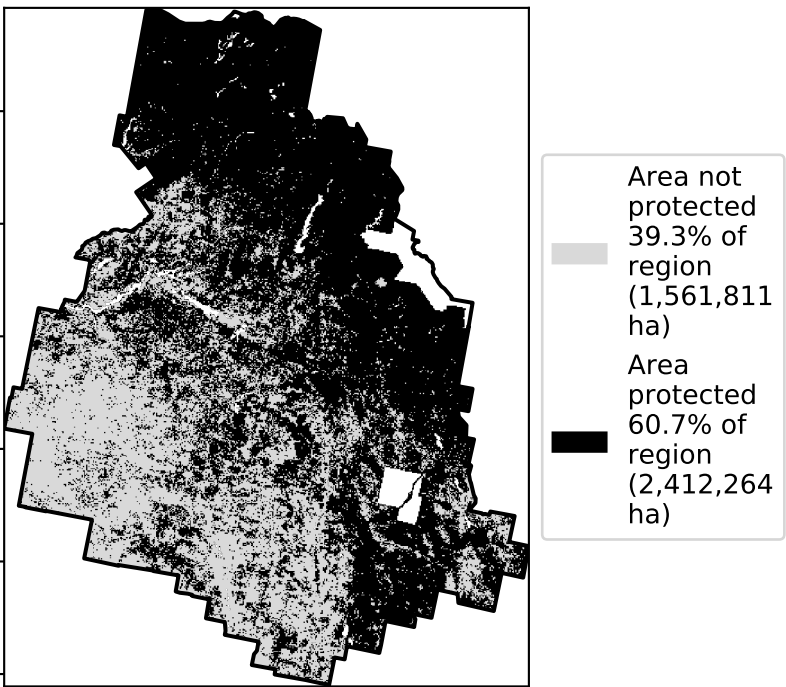 Area not
protected
39.3% of
region
(1,561,811
ha)
Area
protected
60.7% of
region
(2,412,264
ha)